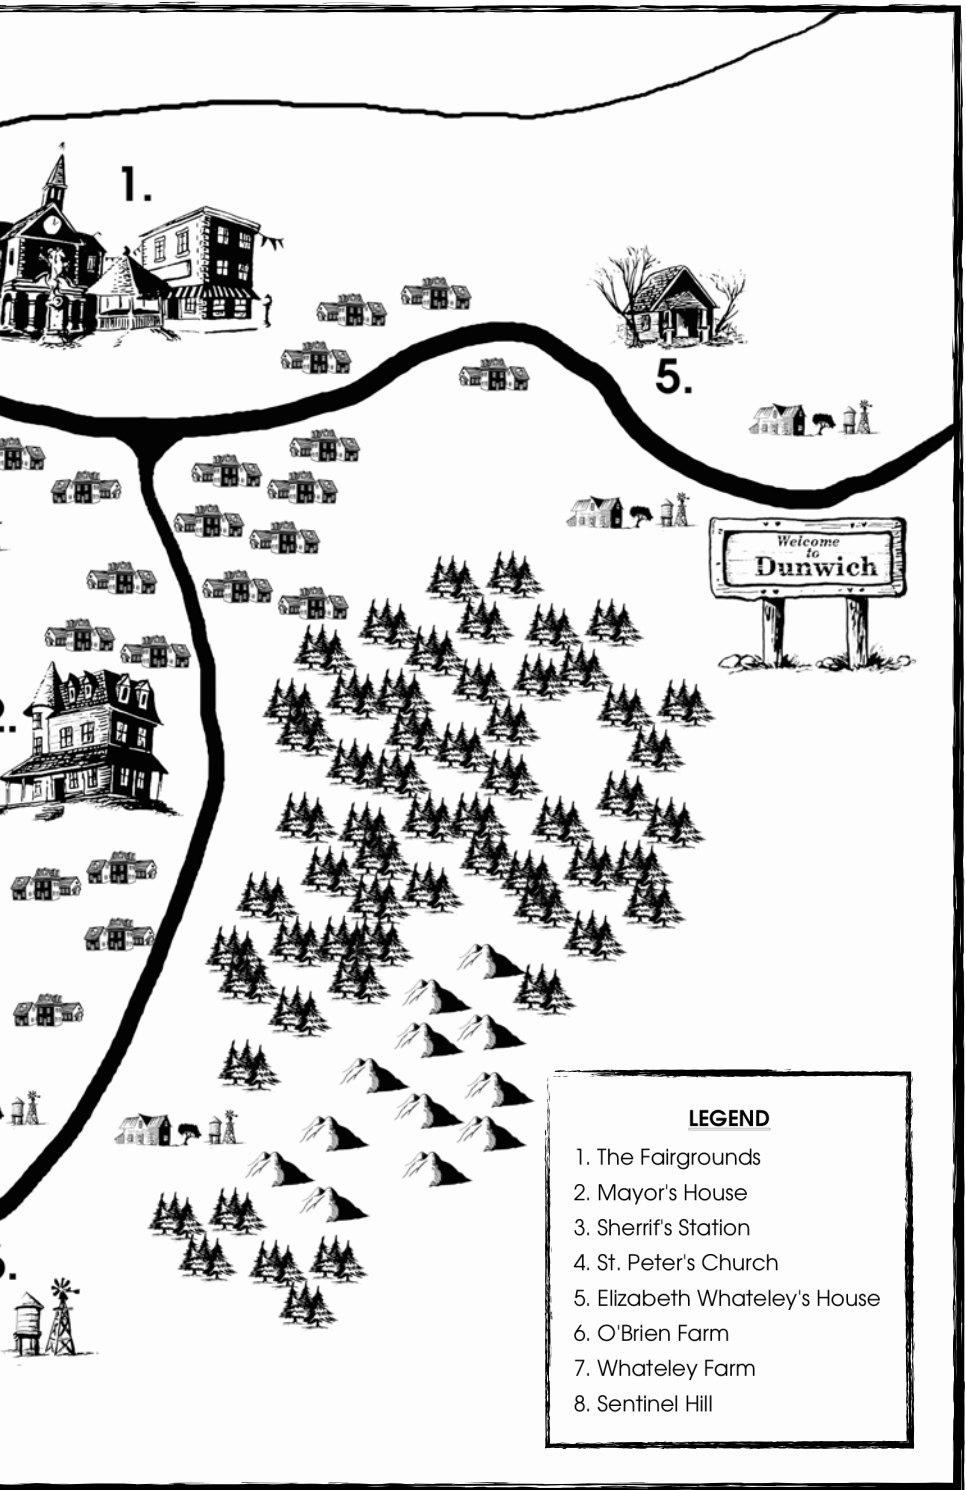 1.
5.
Welcome
to
Dunwich
2.
LEGEND
1. The Fairgrounds
2. Mayor's House
3. Sherrif's Station
4. St. Peter's Church
5. Elizabeth Whateley's House
6. O'Brien Farm
7. Whateley Farm
8. Sentinel Hill